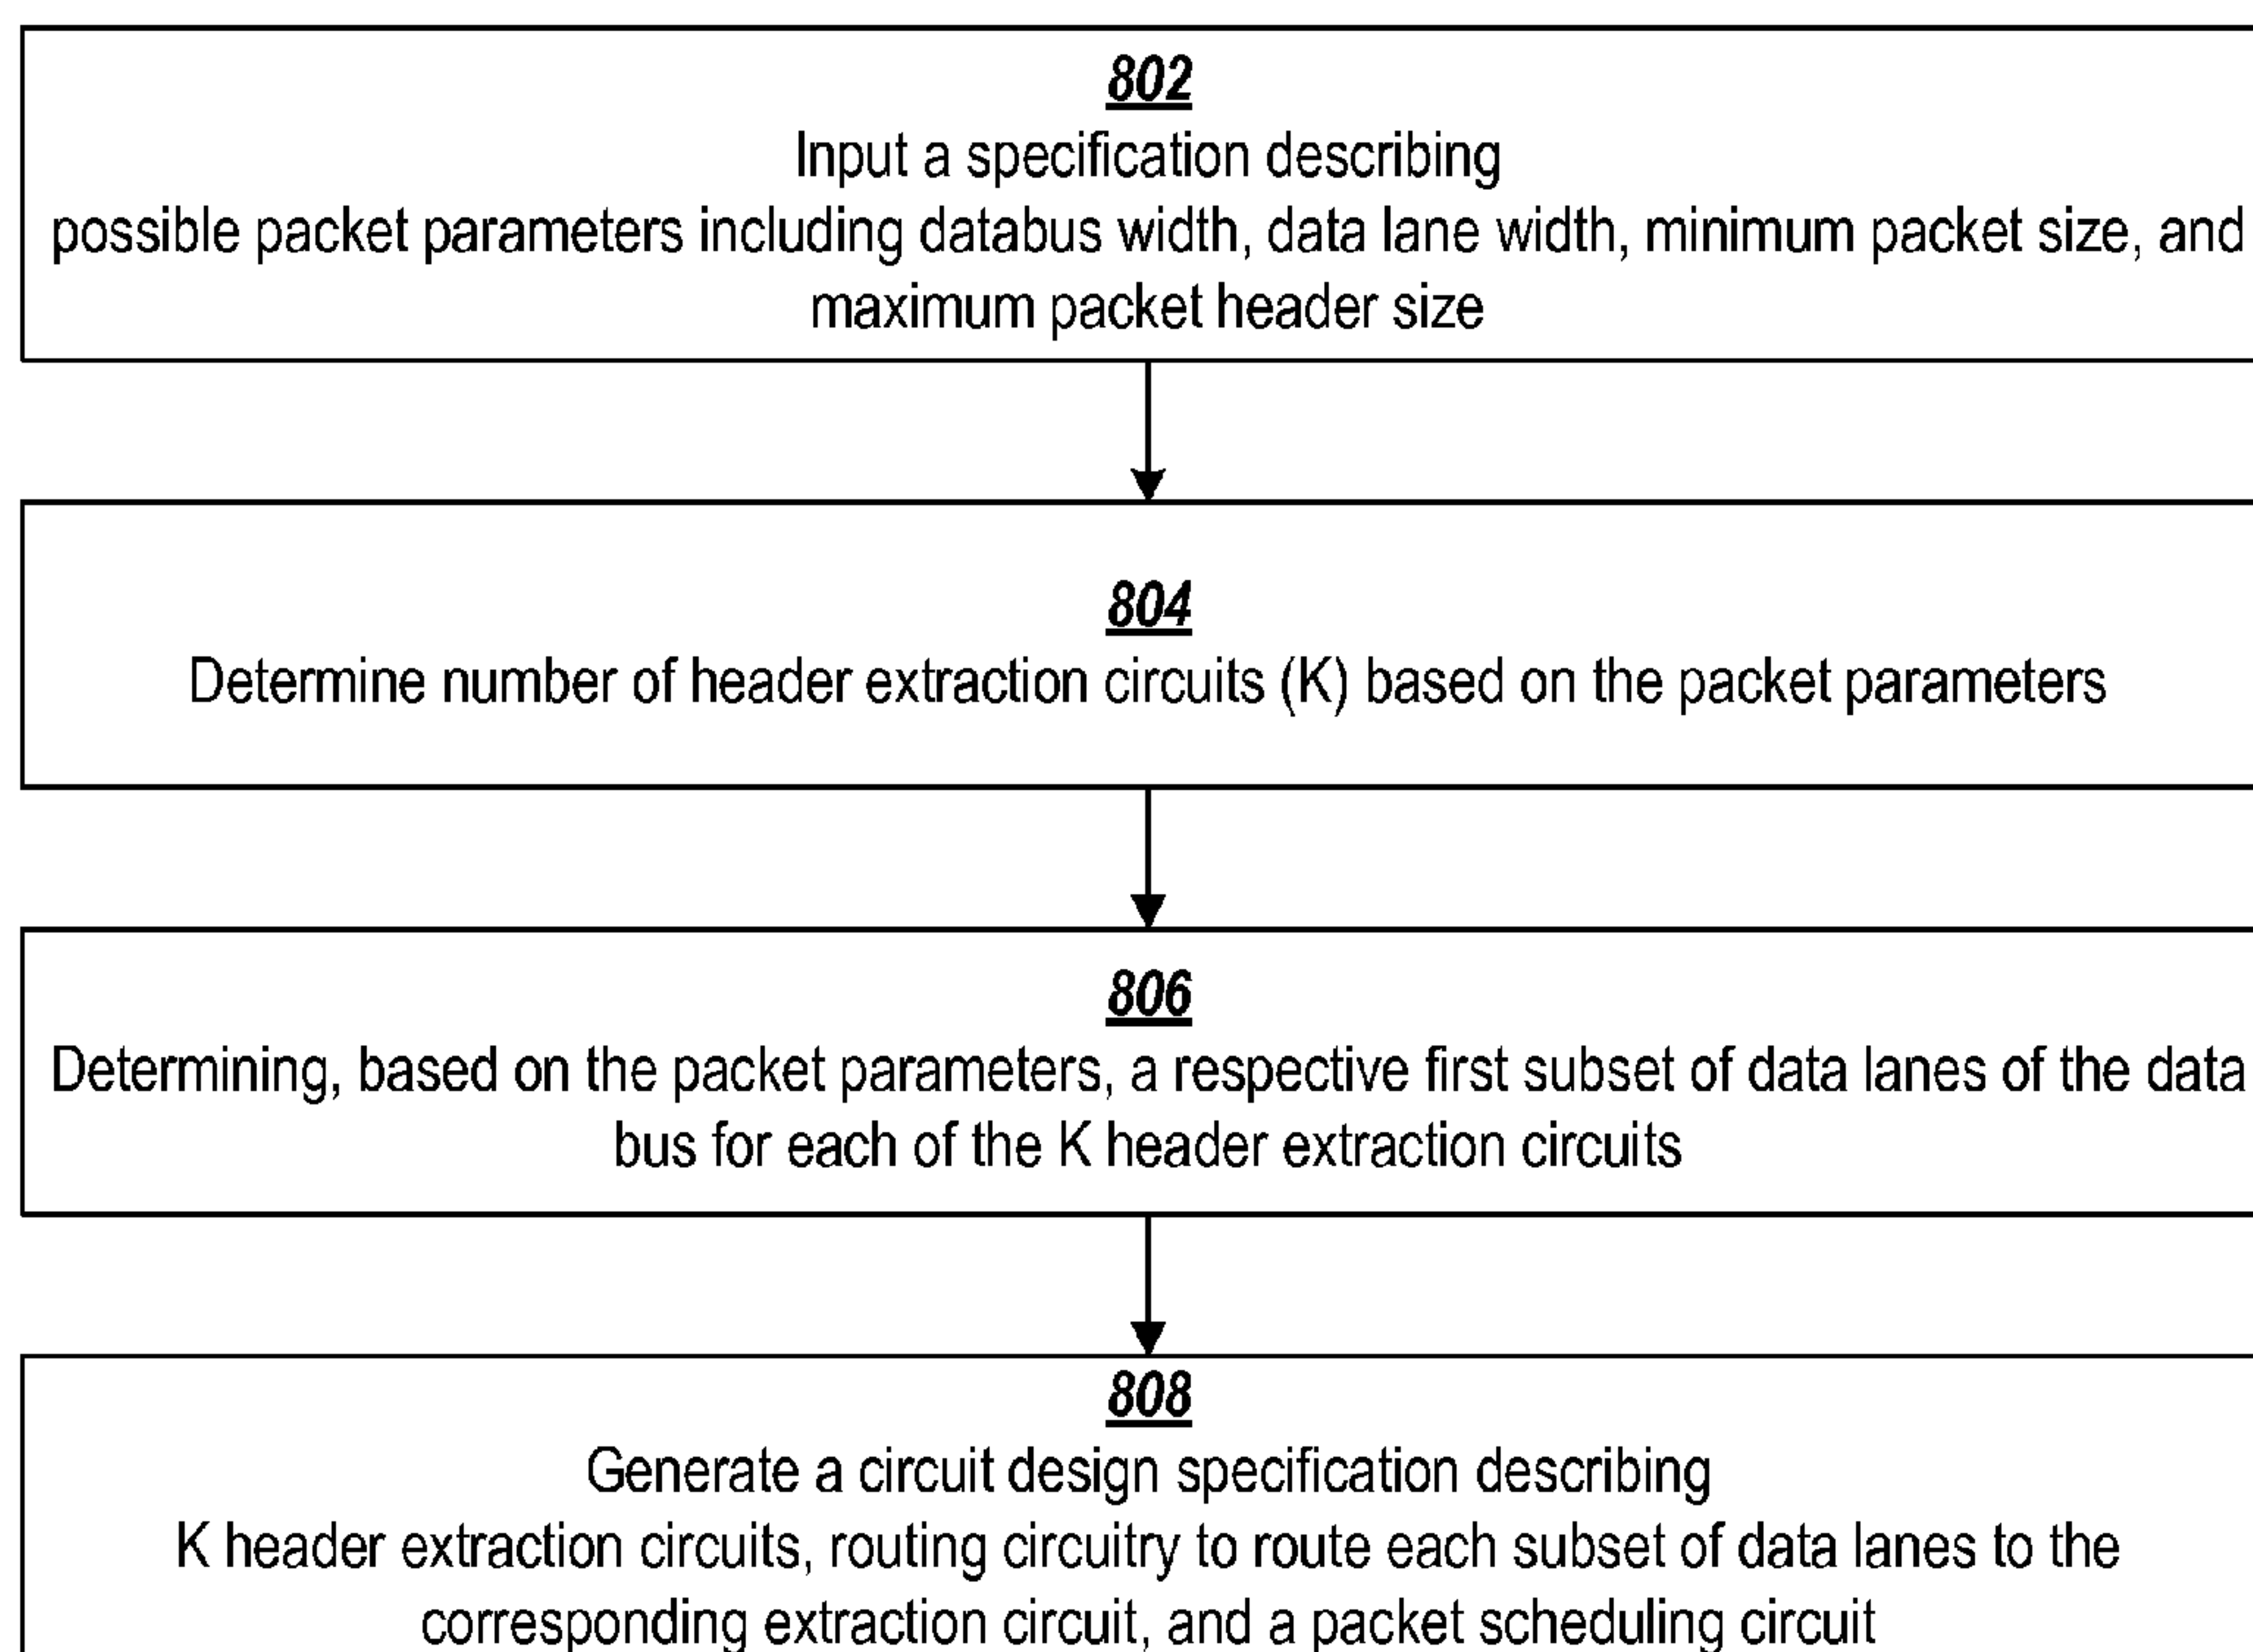 802
Input a specification describing
possible packet parameters including databus width, data lane width, minimum packet size, and
maximum packet header size
804
Determine number of header extraction circuits (K) based on the packet parameters
806
Determining, based on the packet parameters, a respective first subset of data lanes of the data
bus for each of the K header extraction circuits
808
Generate a circuit design specification describing
K header extraction circuits, routing circuitry to route each subset of data lanes to the
corresponding extraction circuit, and a packet scheduling circuit